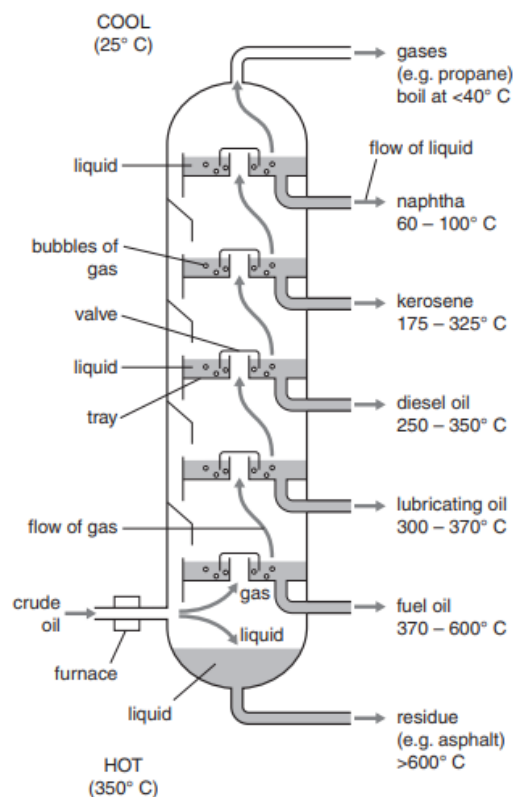 COOL
(25° C)
gases
(e.g. propane)
boil at <40° C
flow of liquid
liquid
naphtha
60 – 100° C
bubbles of
gas
kerosene
175 – 325° C
valve
liquid
tray
diesel oil
250 – 350° C
flow of gas
lubricating oil
300 – 370° C
crude
oil
gas
liquid
fuel oil
370 – 600° C
furnace
liquid
residue
(e.g. asphalt)
>600° C
HOT
(350° C)